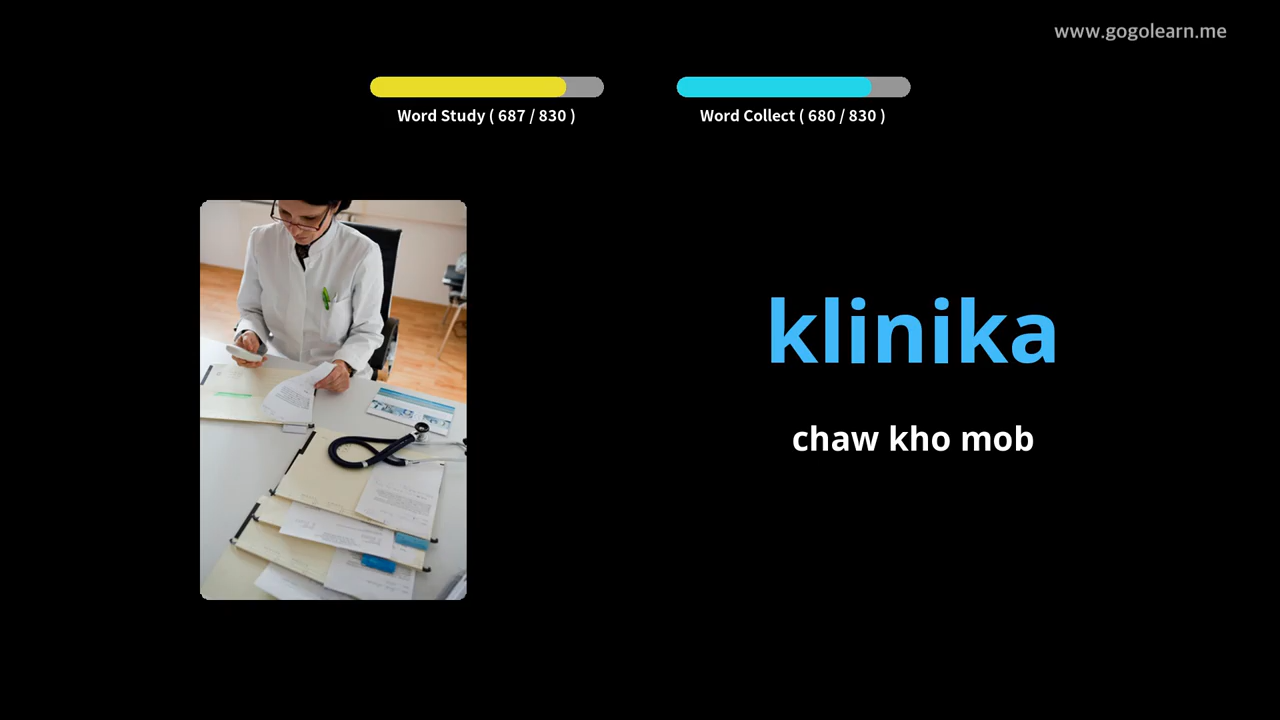 www.gogolearn.me
Word Study ( 687 / 830 )
Word Collect ( 680 / 830 )
klinika
chaw kho mob